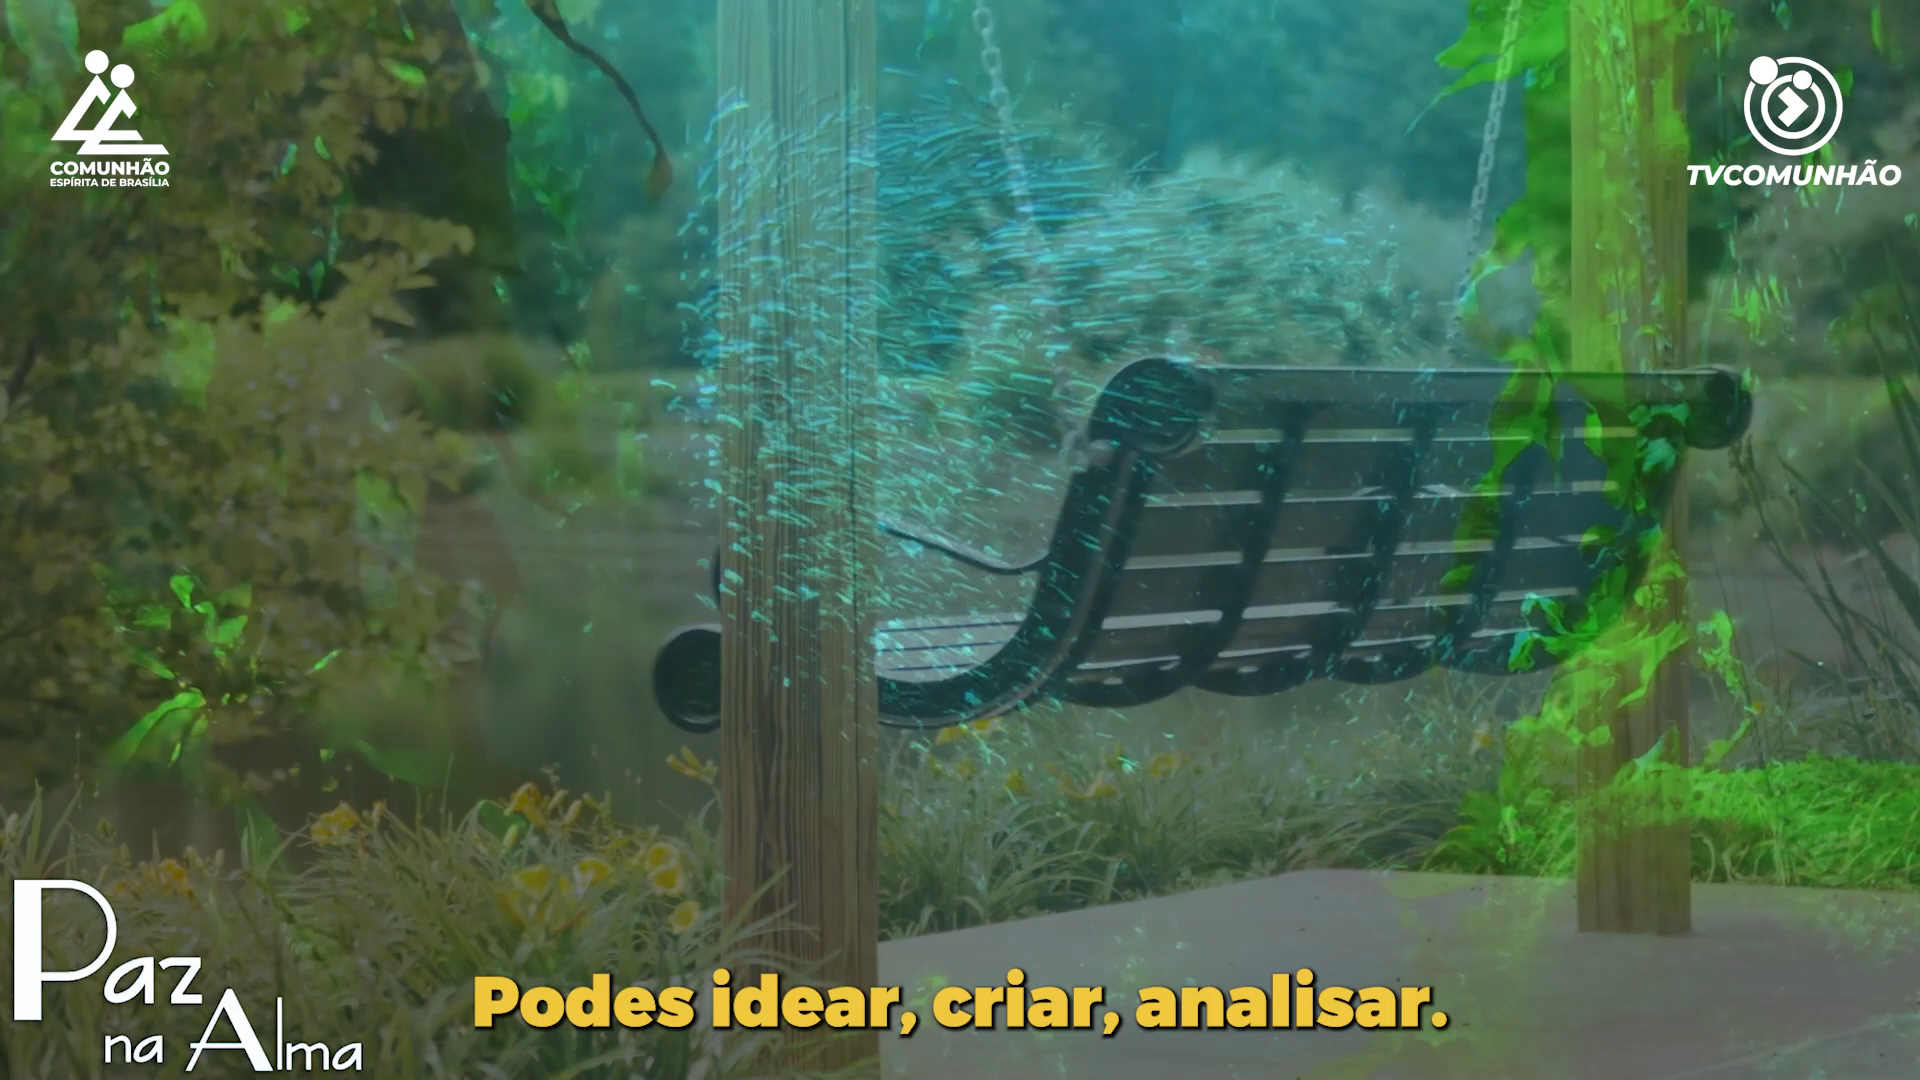 COMUNHÃO
ESPÍRITA DE BRASÍLIA
TVCOMUNHÃO
Paz
na Alma
Podes idear, criar, analisar.